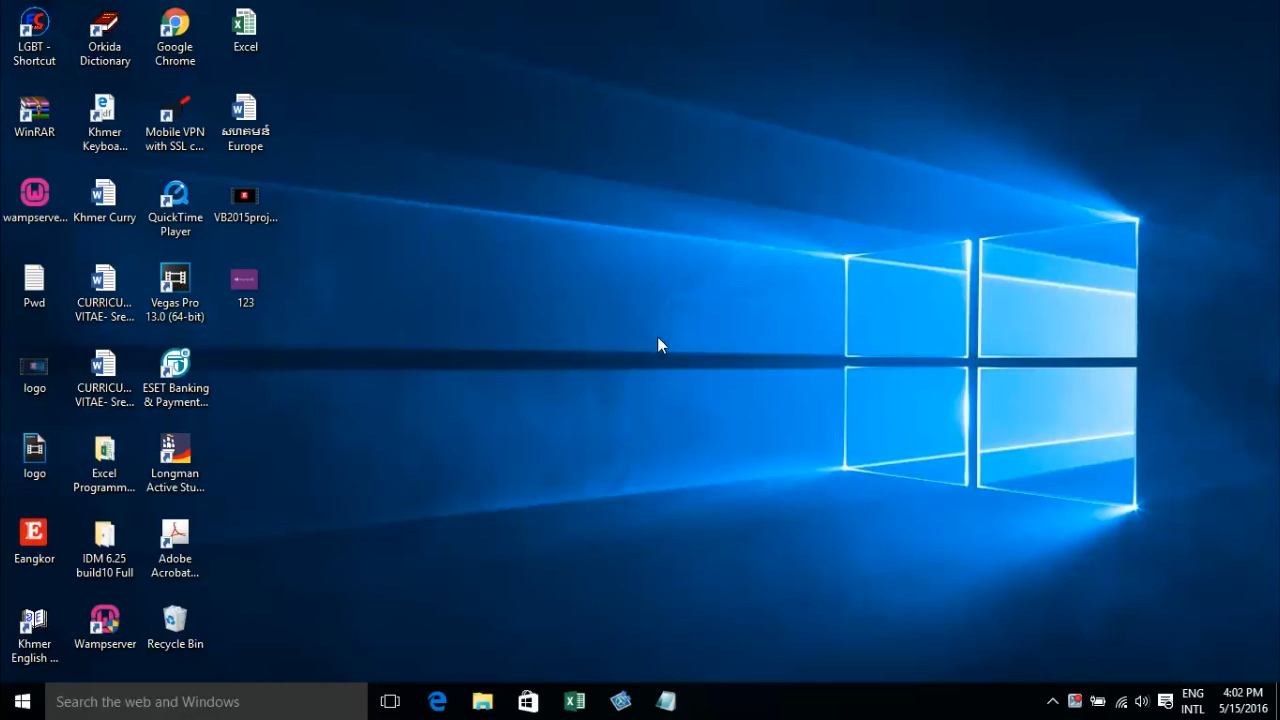 LGBT -
Shortcut
Orkida
Dictionary
Google
Chrome
Excel
WinRAR
Khmer
Keyboa...
Mobile VPN
with SSL c...
សហគមន៍
Europe
wampserve...
Khmer Curry
QuickTime
Player
VB2015proj...
Pwd
CURRICU...
VITAE- Sre...
Vegas Pro
13.0 (64-bit)
123
logo
CURRICU...
VITAE- Sre...
ESET Banking
& Payment...
logo
Excel
Programm...
Longman
Active Stu...
Eangkor
IDM 6.25
build10 Full
Adobe
Acrobat...
Khmer
English ...
Wampserver
Recycle Bin
Search the web and Windows
ENG
INTL
4:02 PM
5/15/2016